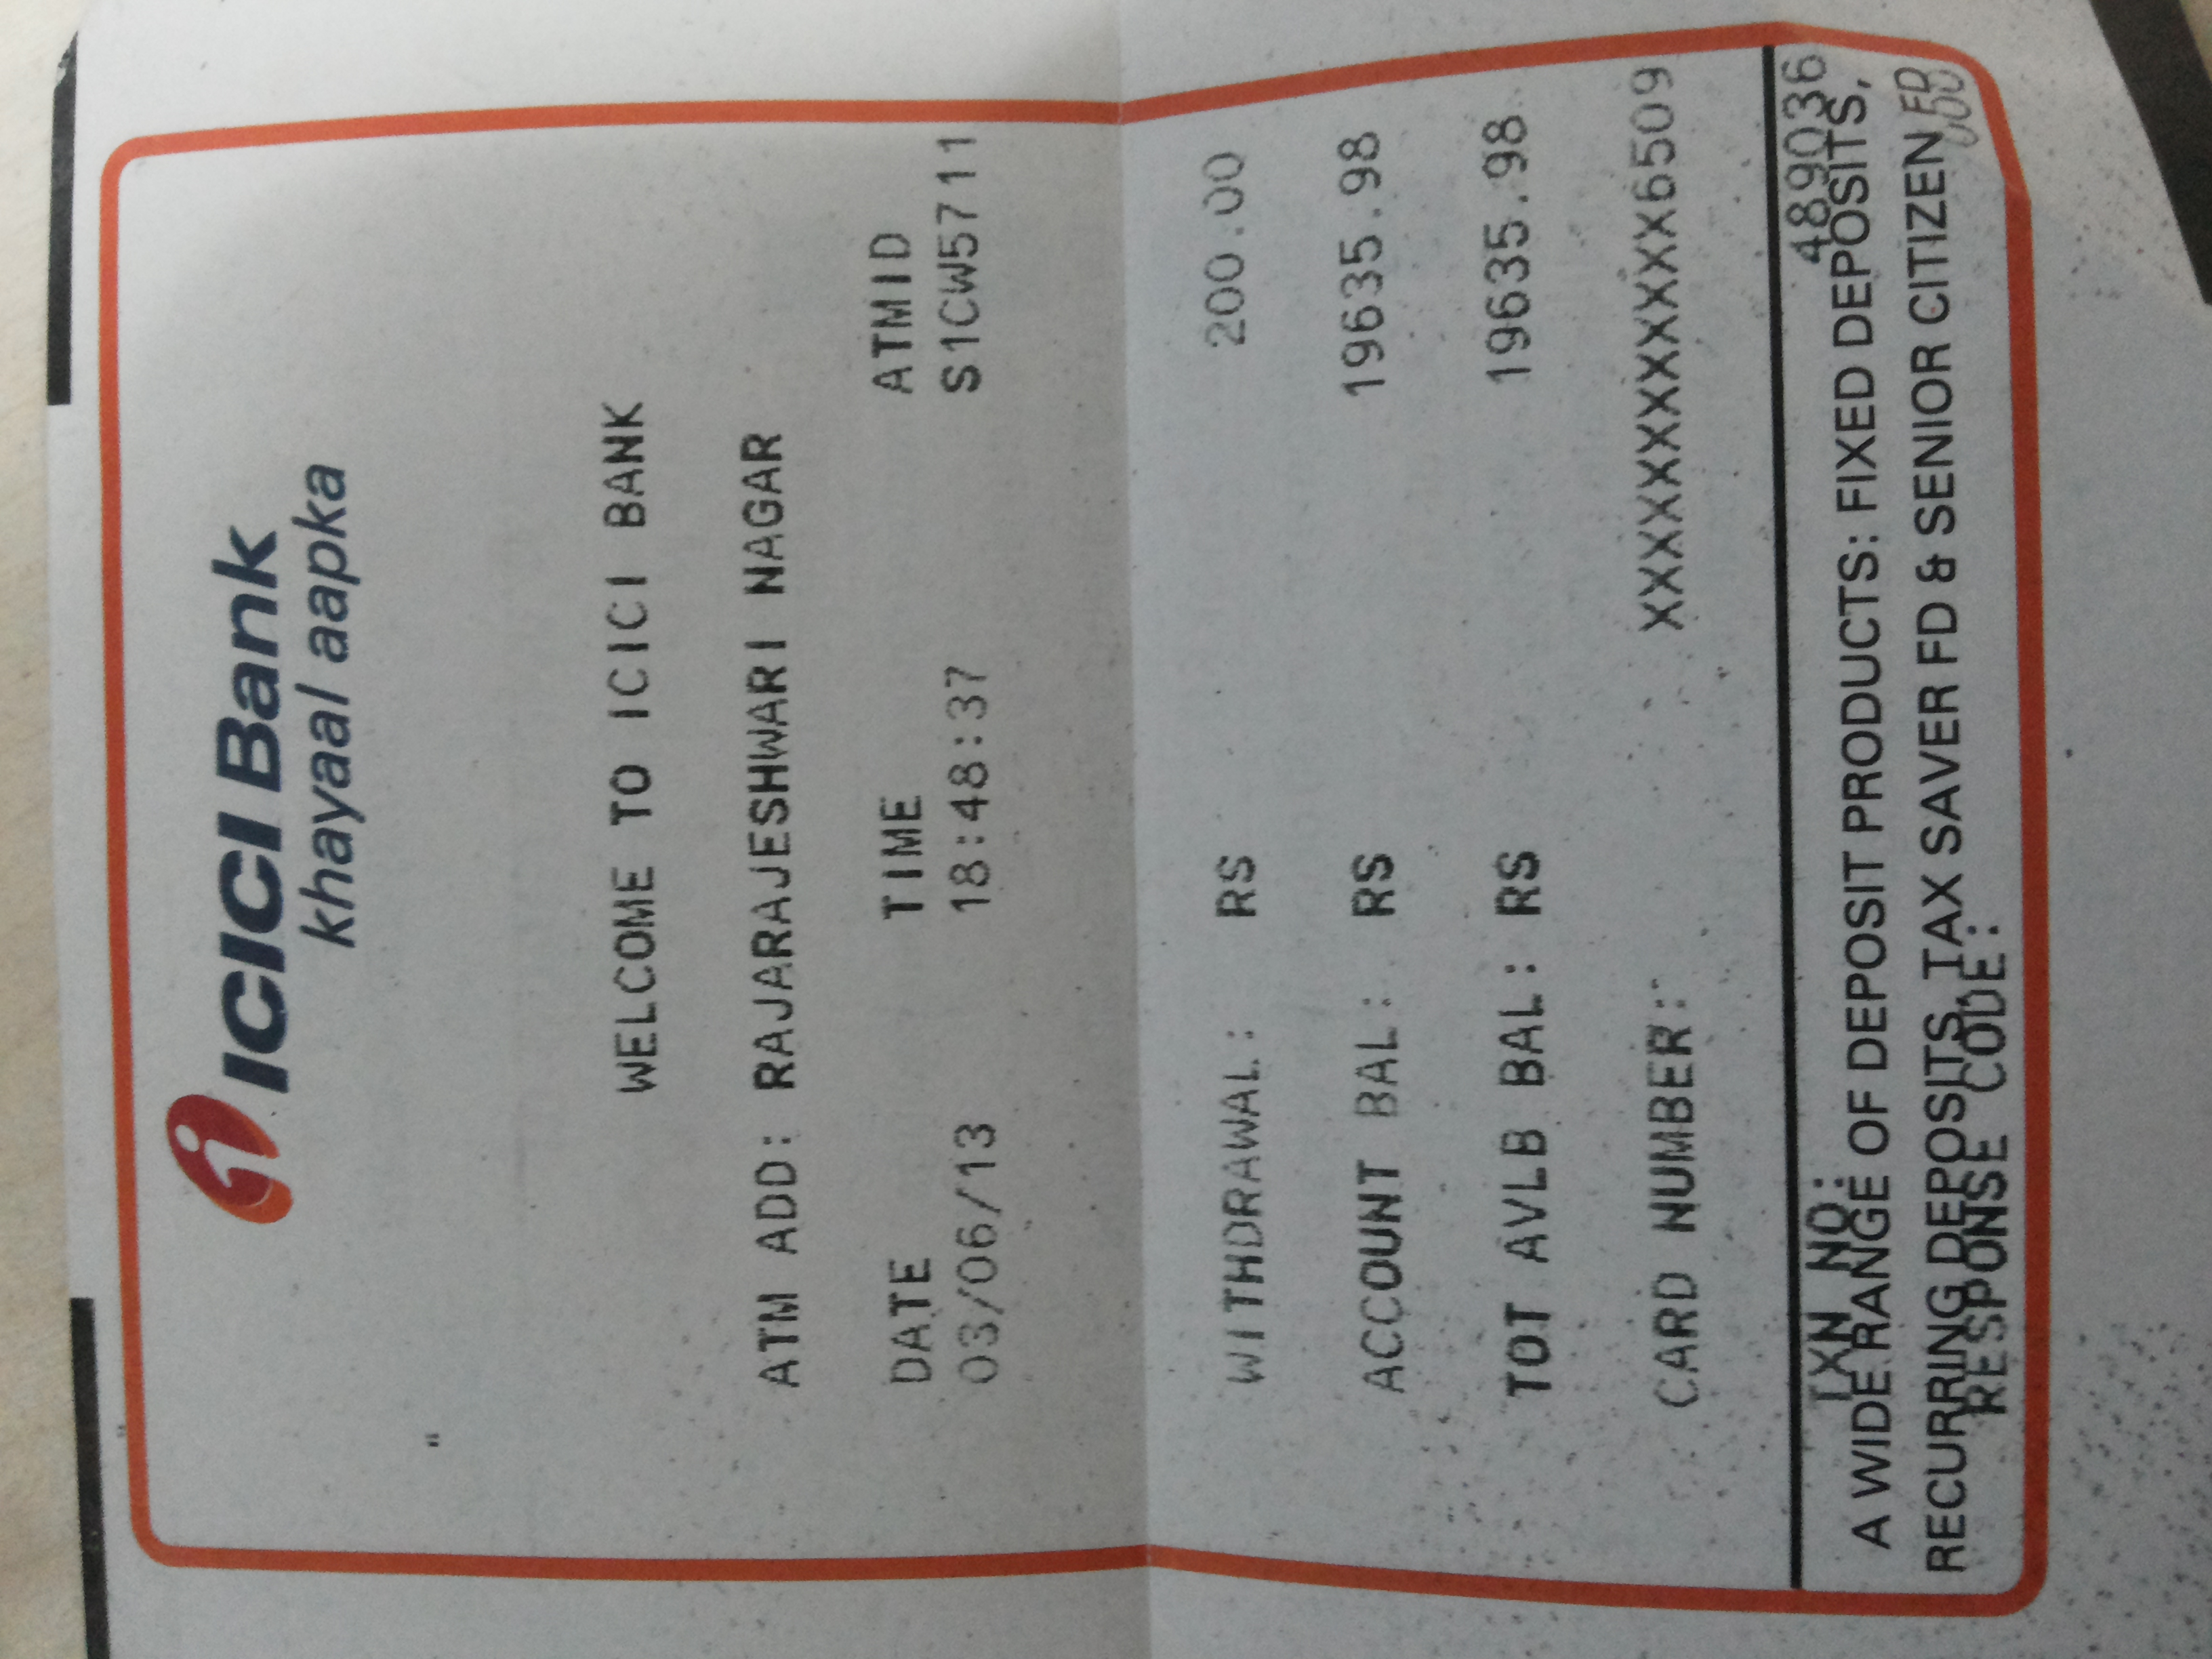 ICICI Bank
khayaal aapka
WELCOME TO ICICI BANK
ATM ADD: RAJARAJESHWARI NAGAR
DATE TIME ATMID
03/06/13 18:48:37 S1CW5711
WITHDRAWAL: RS 200.00
ACCOUNT BAL: RS 19635.98
TOT AVLB BAL: RS 19635.98
CARD NUMBER: XXXXXXXXXXXX6509
TXN NO: 4899036
A WIDE RANGE OF DEPOSIT PRODUCTS: FIXED DEPOSITS,
RECURRING DEPOSITS, TAX SAVER FD & SENIOR CITIZEN FD
RESPONSE CODE: 000